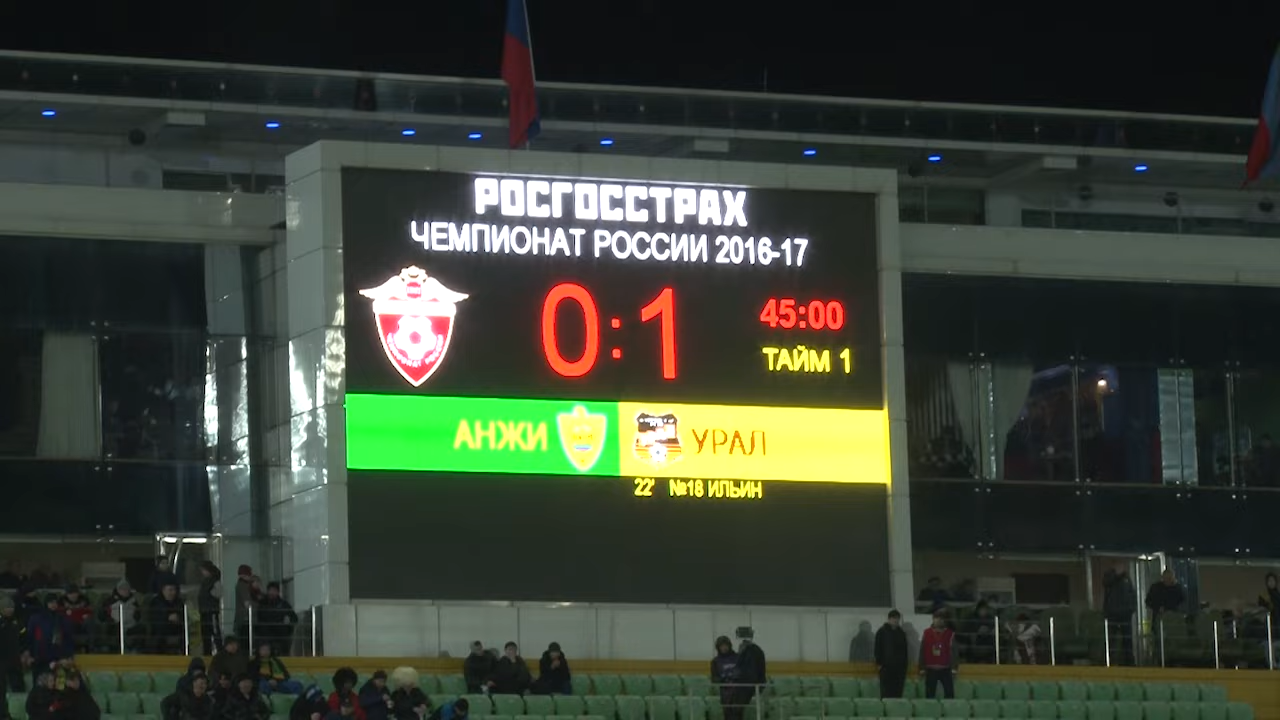 РОСГОССТРАХ
ЧЕМПИОНАТ РОССИИ 2016-17
0:1
45:00
ТАЙМ 1
АНЖИ
УРАЛ
22' №18 ИЛЬИН